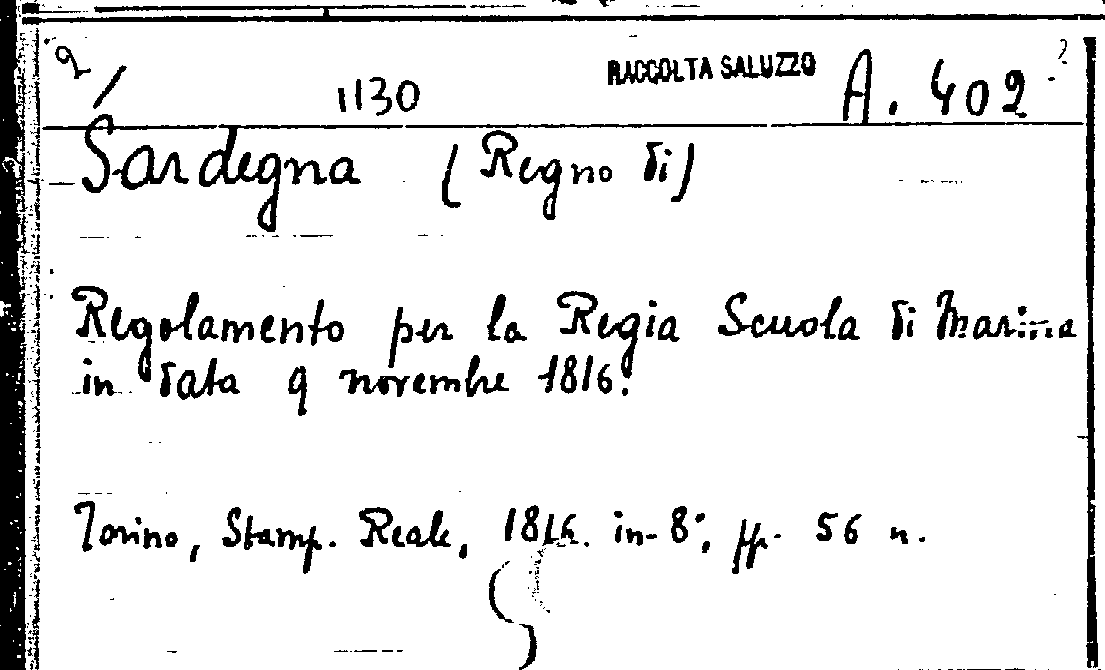 1130 RACCOLTA SALUZZO A. 402
Sardegna (Regno di)
Regolamento per la Regia Scuola di Marina
in data 9 novembre 1816.
Torino, Stamp. Reale, 1816. in-8°, pp. 56 n.